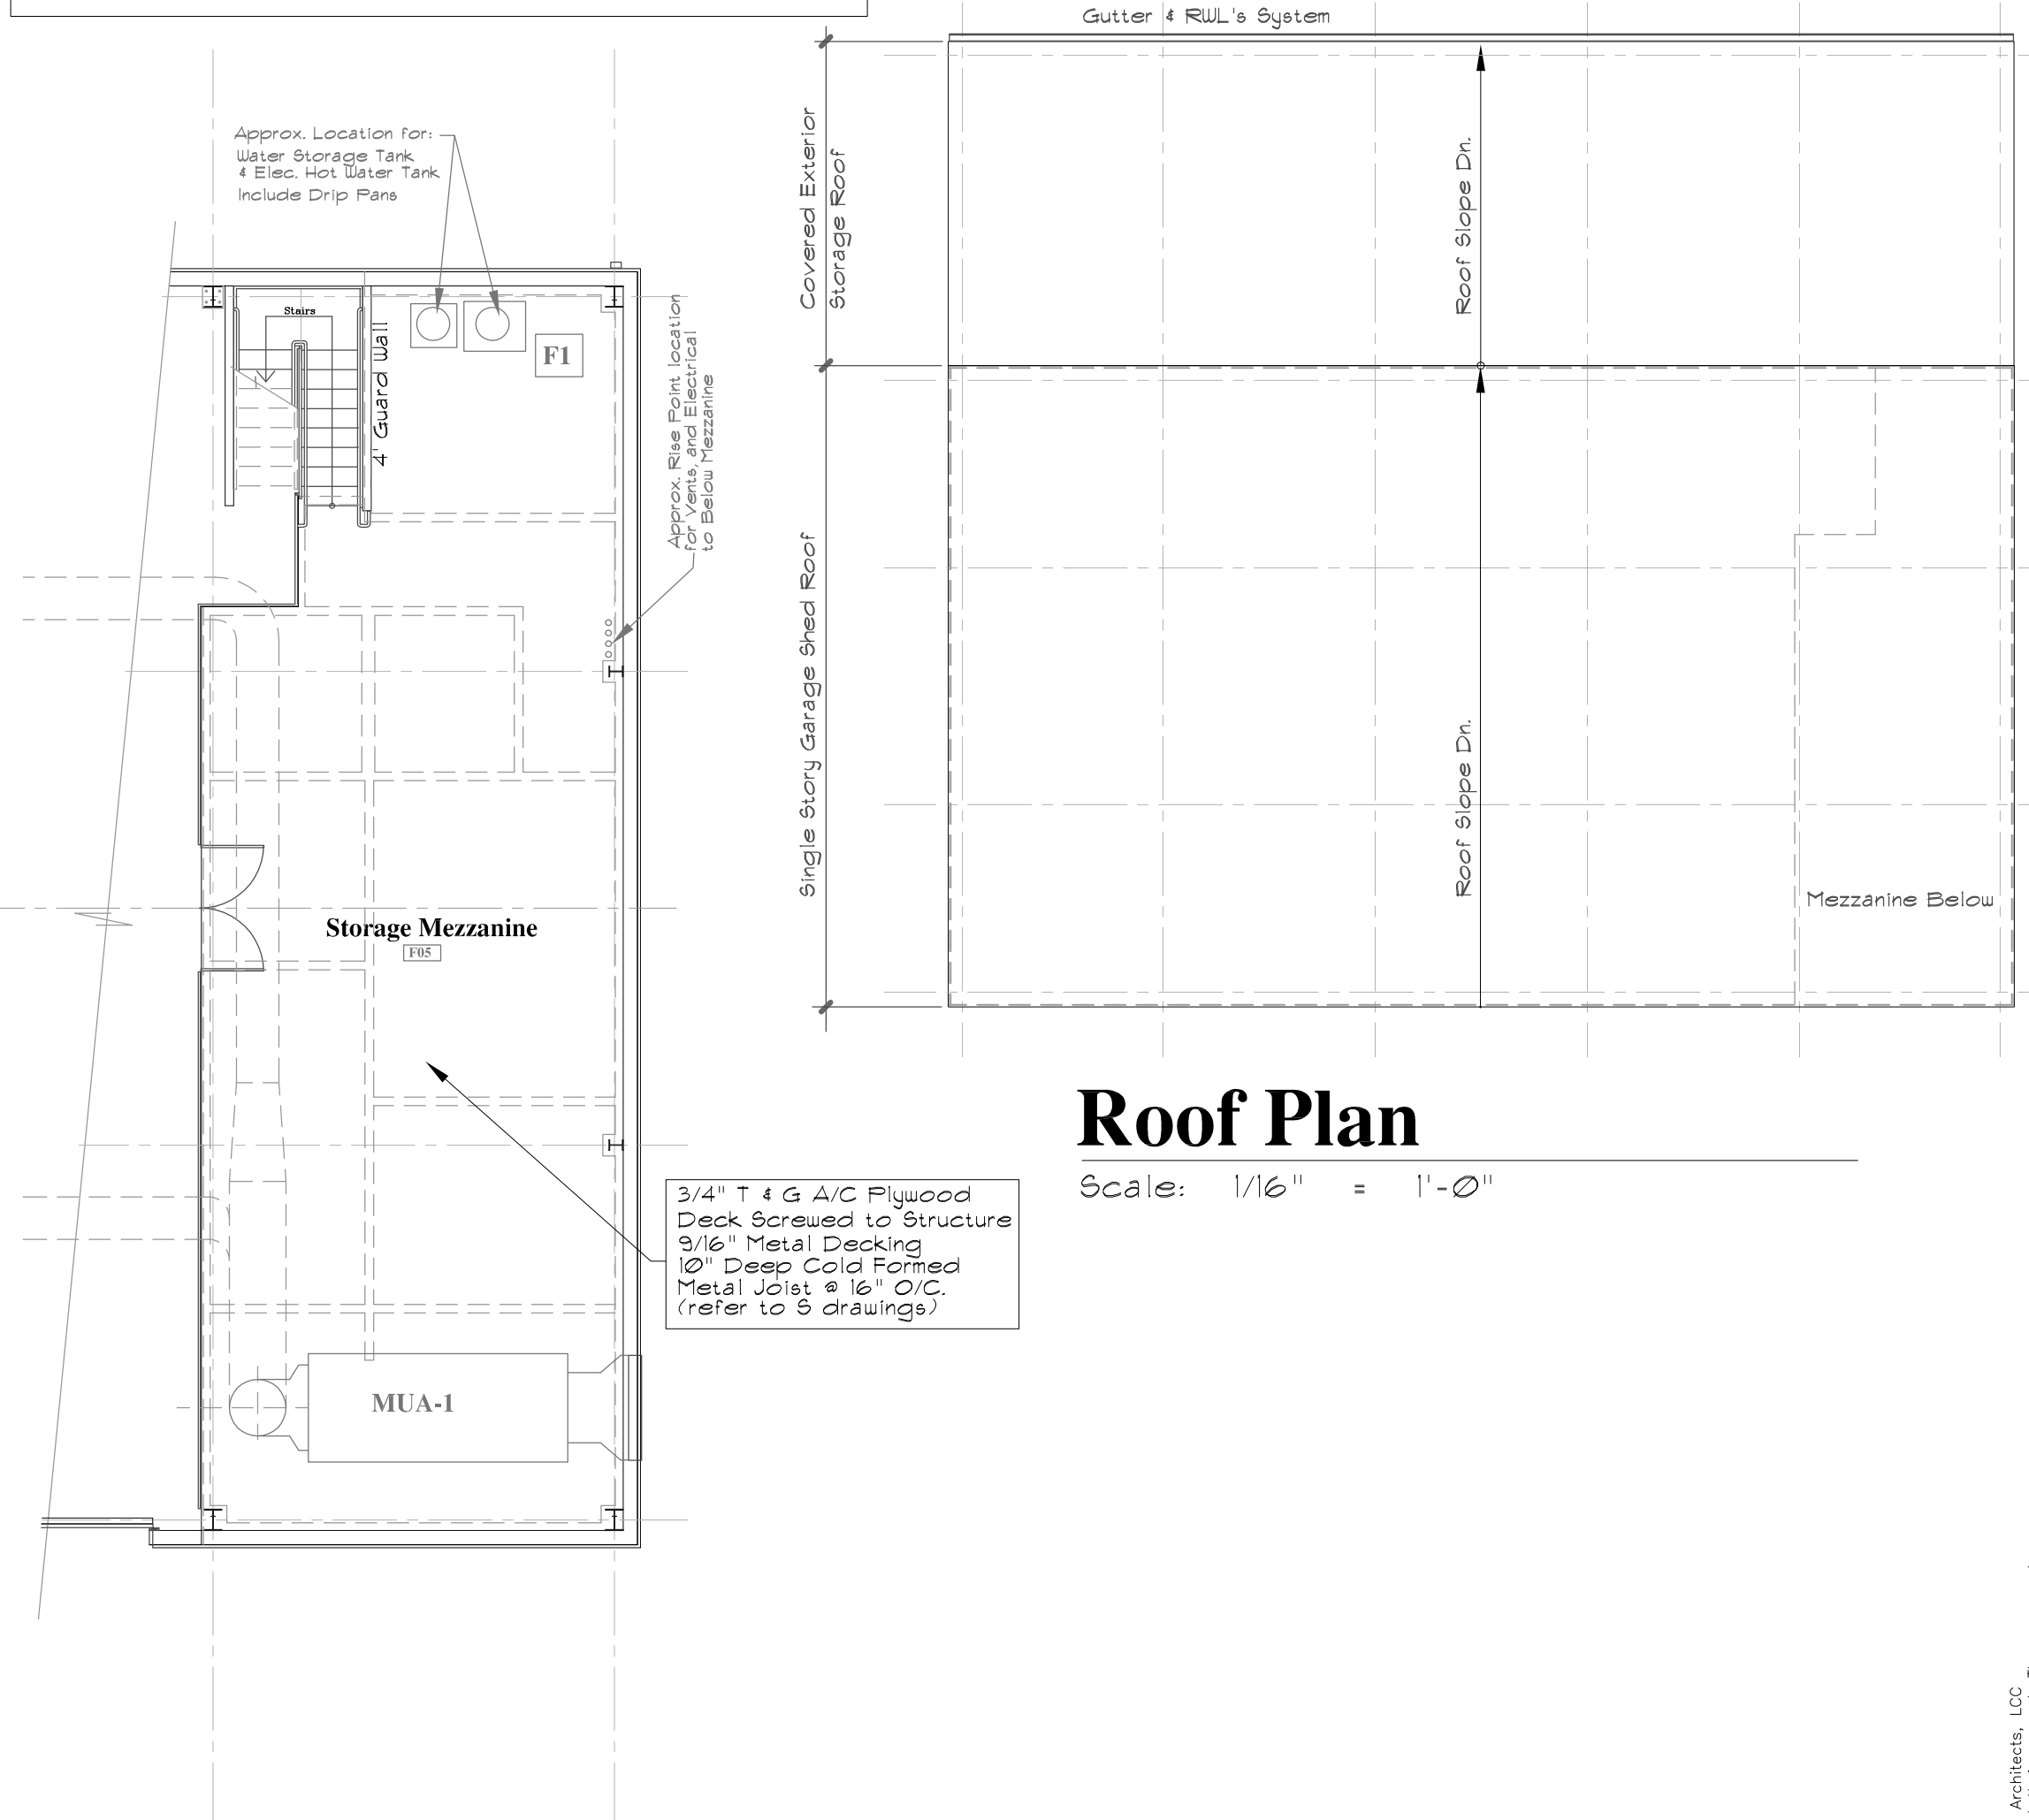 Gutter & RWL's System
Approx. Location for:
Water Storage Tank
& Elec. Hot Water Tank
Include Drip Pans
Covered Exterior
Storage Roof
Roof Slope Dn.
Stairs
4' Guard Wall
F1
Approx. Rise Point location
for Vents, and Electrical
to Below Mezzanine
Single Story Garage Shed Roof
Roof Slope Dn.
Mezzanine Below
Storage Mezzanine
F05
Roof Plan
Scale: 1/16" = 1'-0"
3/4" T & G A/C Plywood
Deck Screwed to Structure
9/16" Metal Decking
10" Deep Cold Formed
Metal Joist @ 16" O/C.
(refer to S drawings)
MUA-1
Architects, LCC